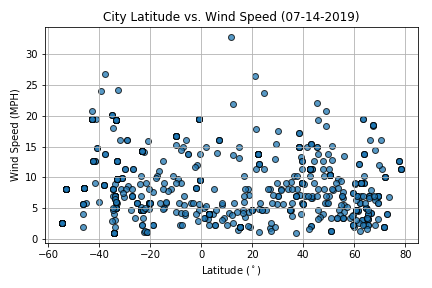 City Latitude vs. Wind Speed (07-14-2019)
30
25
20
15
10
5
0
Wind Speed (MPH)
−60 −40 −20 0 20 40 60 80
Latitude (°)